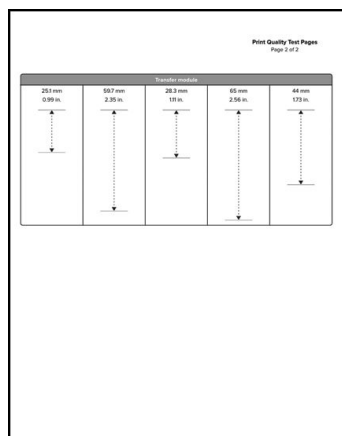 Print Quality Test Pages
Page 2 of 2
Transfer module
25.1 mm 59.7 mm 28.3 mm 65 mm 44 mm
0.99 in. 2.35 in. 1.11 in. 2.56 in. 1.73 in.